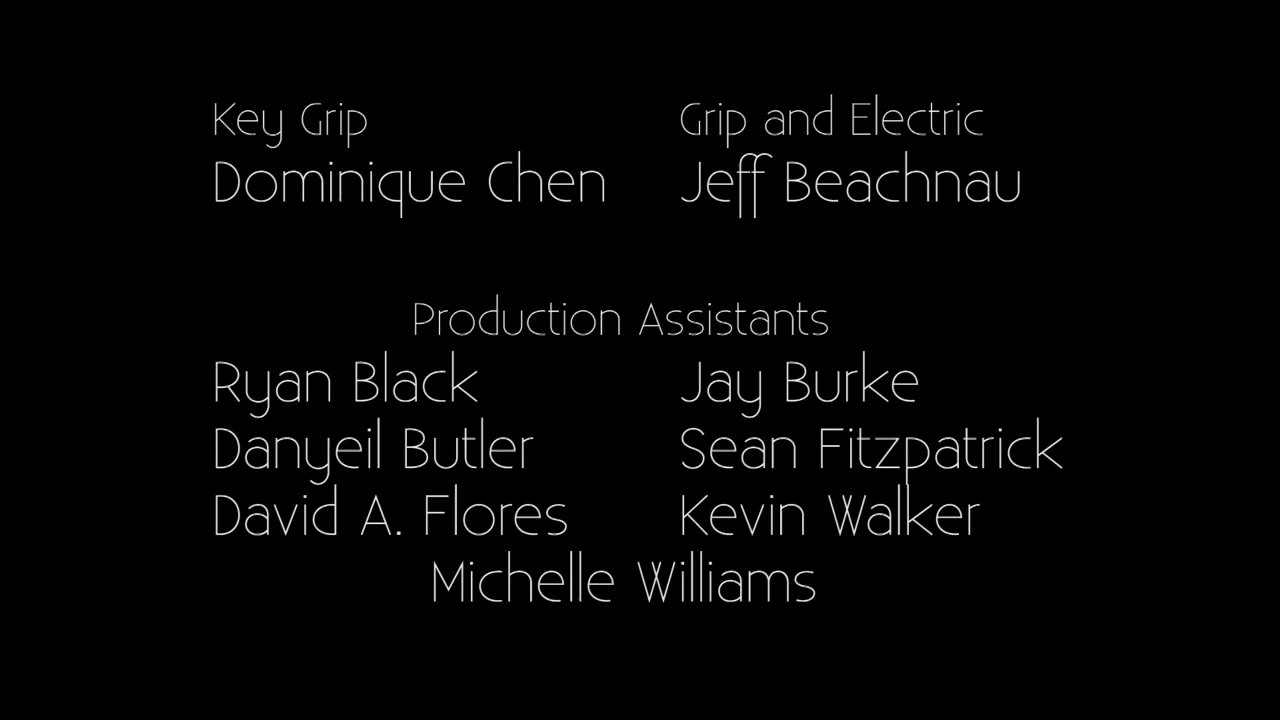 Key Grip
Dominique Chen
Grip and Electric
Jeff Beachnau
Production Assistants
Ryan Black
Jay Burke
Danyeil Butler
Sean Fitzpatrick
David A. Flores
Kevin Walker
Michelle Williams